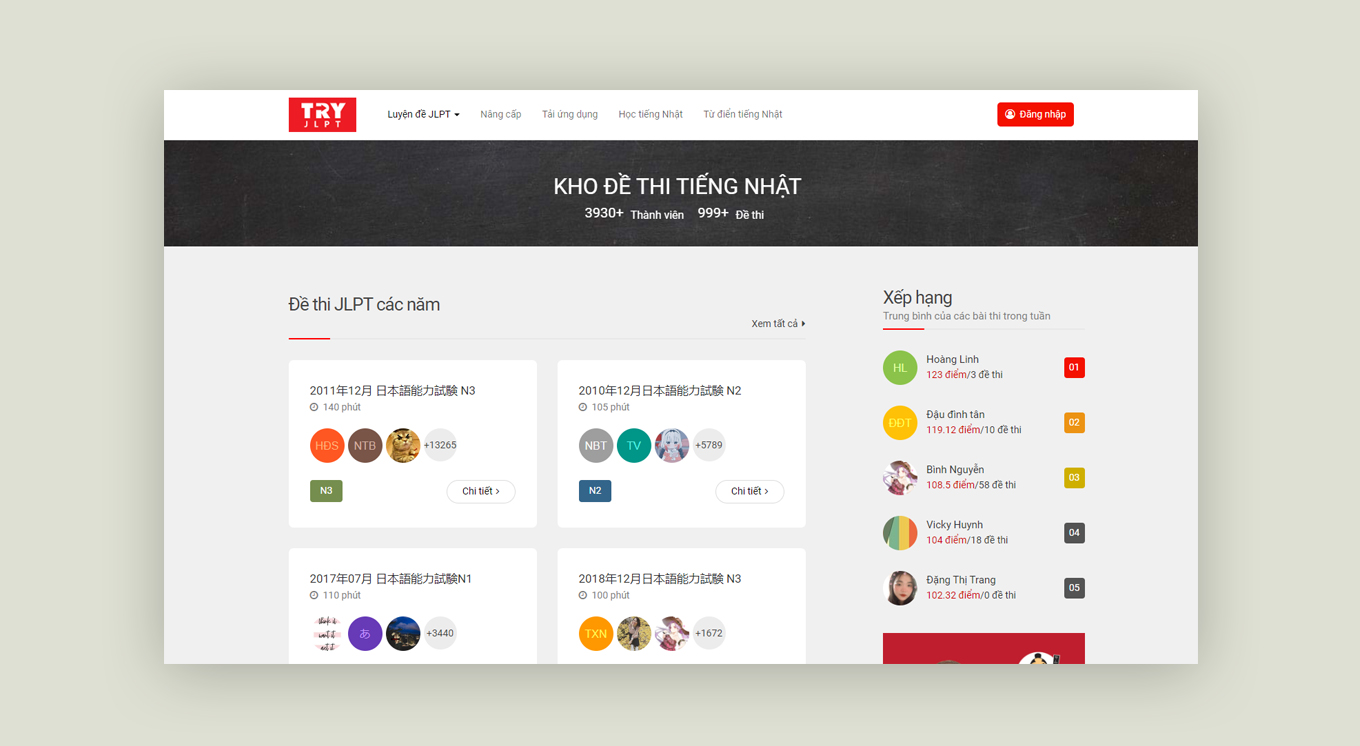 TRY
JLPT
Luyện đề JLPT
Nâng cấp
Tải ứng dụng
Học tiếng Nhật
Từ điển tiếng Nhật
Đăng nhập
KHO ĐỀ THI TIẾNG NHẬT
3930+ Thành viên 999+ Đề thi
Đề thi JLPT các năm
Xem tất cả
2011年12月 日本語能力試験 N3
140 phút
HĐS NTB +13265
N3 Chi tiết
2010年12月日本語能力試験 N2
105 phút
NBT TV +5789
N2 Chi tiết
2017年07月 日本語能力試験N1
110 phút
think it
want it
get it
あ +3440
2018年12月日本語能力試験 N3
100 phút
TXN +1672
Xếp hạng
Trung bình của các bài thi trong tuần
HL
Hoàng Linh
123 điểm/3 đề thi
01
ĐĐT
Đậu đình tân
119.12 điểm/10 đề thi
02
Bình Nguyễn
108.5 điểm/58 đề thi
03
Vicky Huynh
104 điểm/18 đề thi
04
Đặng Thị Trang
102.32 điểm/0 đề thi
05